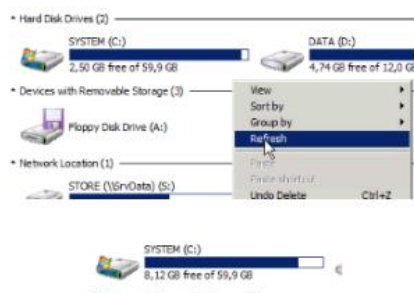 Hard Disk Drives (2)
SYSTEM (C:)
2,50 GB free of 59,9 GB
DATA (D:)
4,74 GB free of 12,0 G
Devices with Removable Storage (3)
Floppy Disk Drive (A:)
View
Sort by
Group by
Refresh
Paste
Paste shortcut
Undo Delete Ctrl+Z
Network Location (1)
STORE (\\SrvData) (S:)
SYSTEM (C:)
8,12 GB free of 59,9 GB